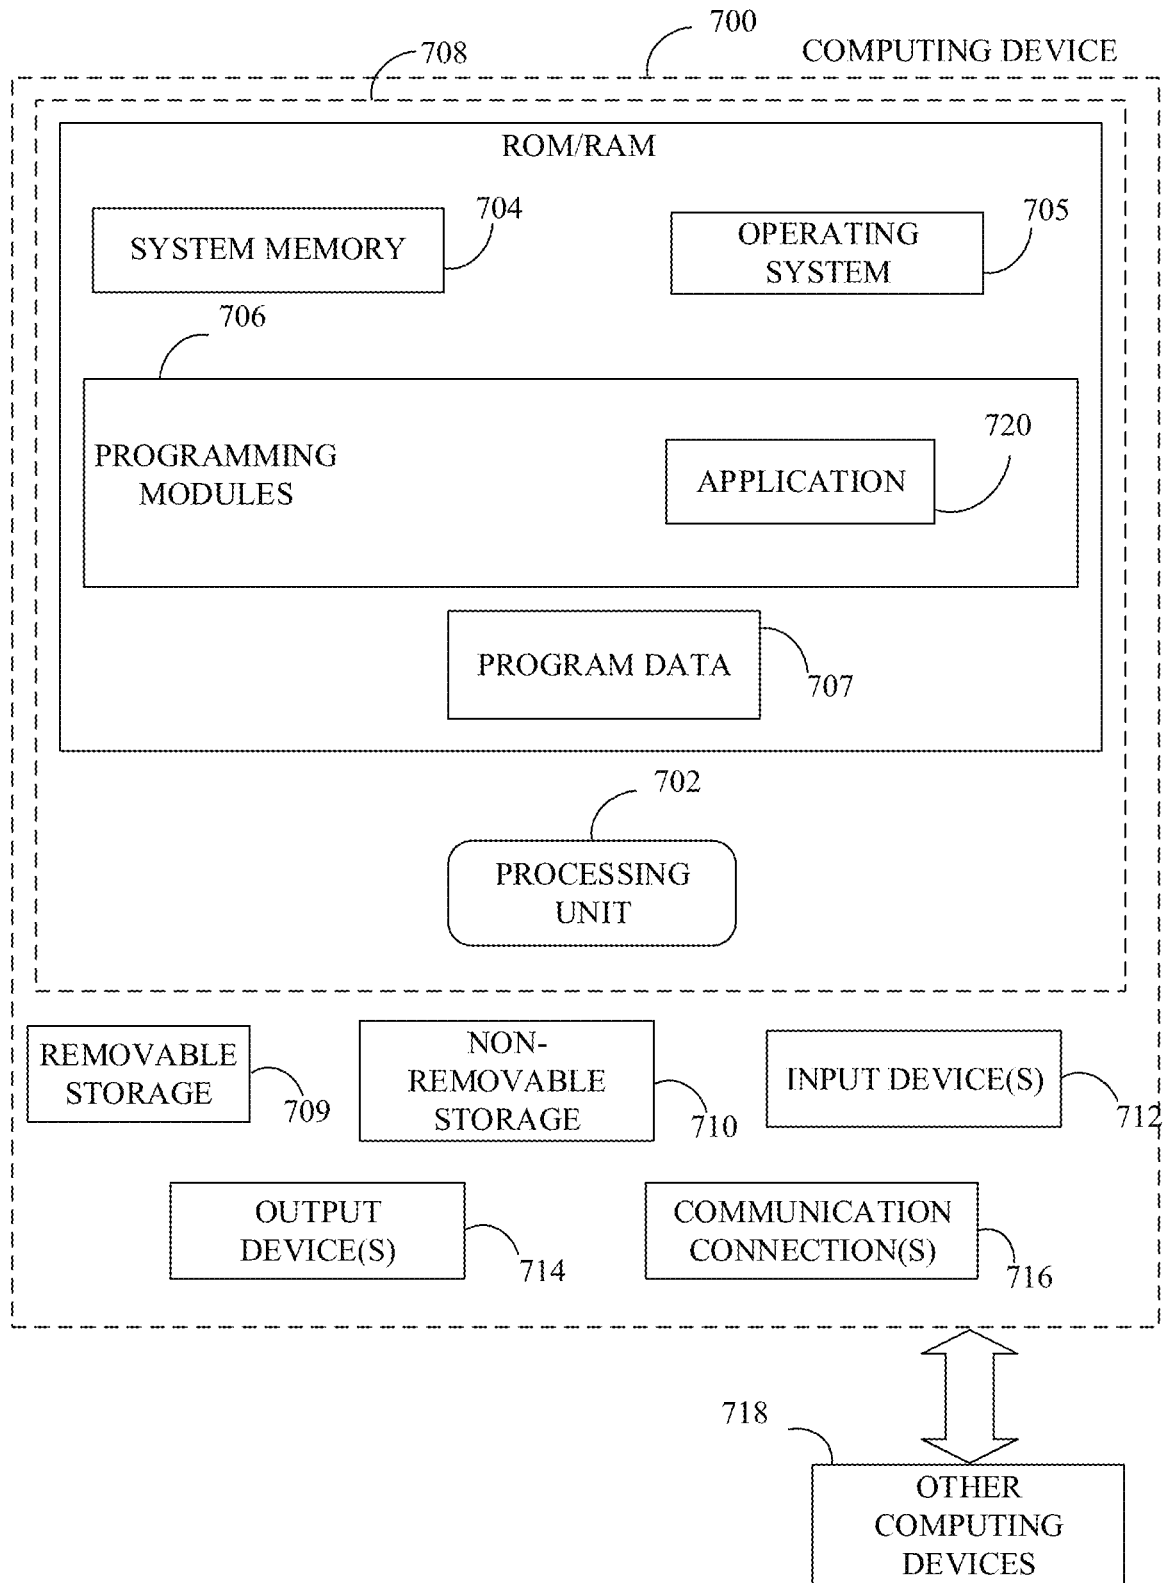 700
COMPUTING DEVICE
708
ROM/RAM
SYSTEM MEMORY
704
OPERATING
SYSTEM
705
706
PROGRAMMING
MODULES
APPLICATION
720
PROGRAM DATA
707
702
PROCESSING
UNIT
REMOVABLE
STORAGE
709
NON-
REMOVABLE
STORAGE
710
INPUT DEVICE(S)
712
OUTPUT
DEVICE(S)
714
COMMUNICATION
CONNECTION(S)
716
718
OTHER
COMPUTING
DEVICES